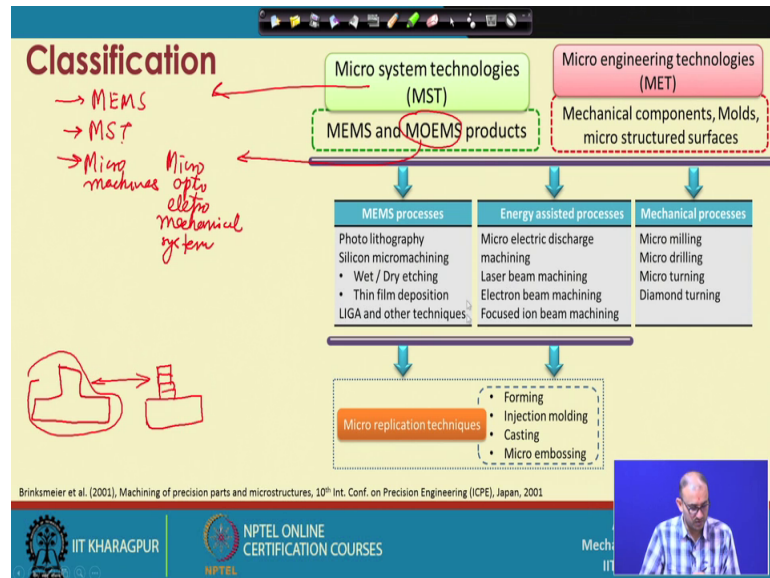 Classification
→ MEMS
→ MST
→ Micro
machines
Micro
opto
eletro
mechanical
system
Micro system technologies
(MST)
MEMS and MOEMS products
Micro engineering technologies
(MET)
Mechanical components, Molds,
micro structured surfaces
MEMS processes
Photo lithography
Silicon micromachining
• Wet / Dry etching
• Thin film deposition
LIGA and other techniques
Energy assisted processes
Micro electric discharge
machining
Laser beam machining
Electron beam machining
Focused ion beam machining
Mechanical processes
Micro milling
Micro drilling
Micro turning
Diamond turning
Micro replication techniques
• Forming
• Injection molding
• Casting
• Micro embossing
Brinksmeier et al. (2001), Machining of precision parts and microstructures, 10th Int. Conf. on Precision Engineering (ICPE), Japan, 2001
IIT KHARAGPUR
NPTEL
NPTEL ONLINE
CERTIFICATION COURSES
Mech
IIT